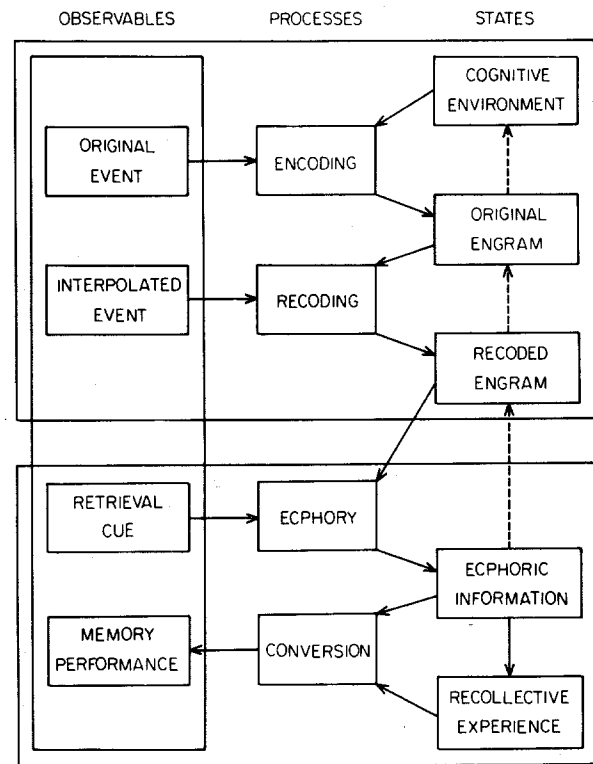 OBSERVABLES PROCESSES STATES
COGNITIVE
ENVIRONMENT
ORIGINAL
EVENT
ENCODING
ORIGINAL
ENGRAM
INTERPOLATED
EVENT
RECODING
RECODED
ENGRAM
RETRIEVAL
CUE
ECPHORY
ECPHORIC
INFORMATION
MEMORY
PERFORMANCE
CONVERSION
RECOLLECTIVE
EXPERIENCE